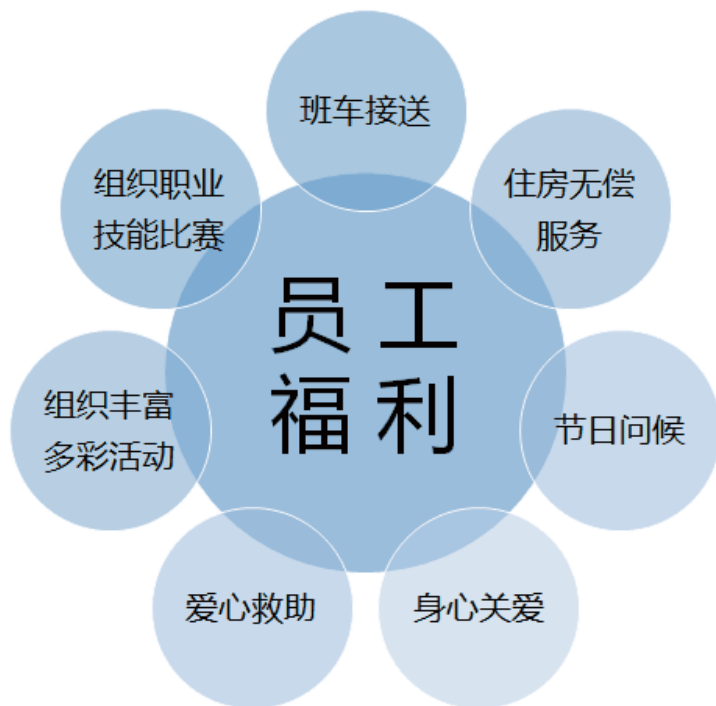 班车接送
住房无偿
服务
节日问候
身心关爱
爱心救助
组织丰富
多彩活动
组织职业
技能比赛
员工
福利